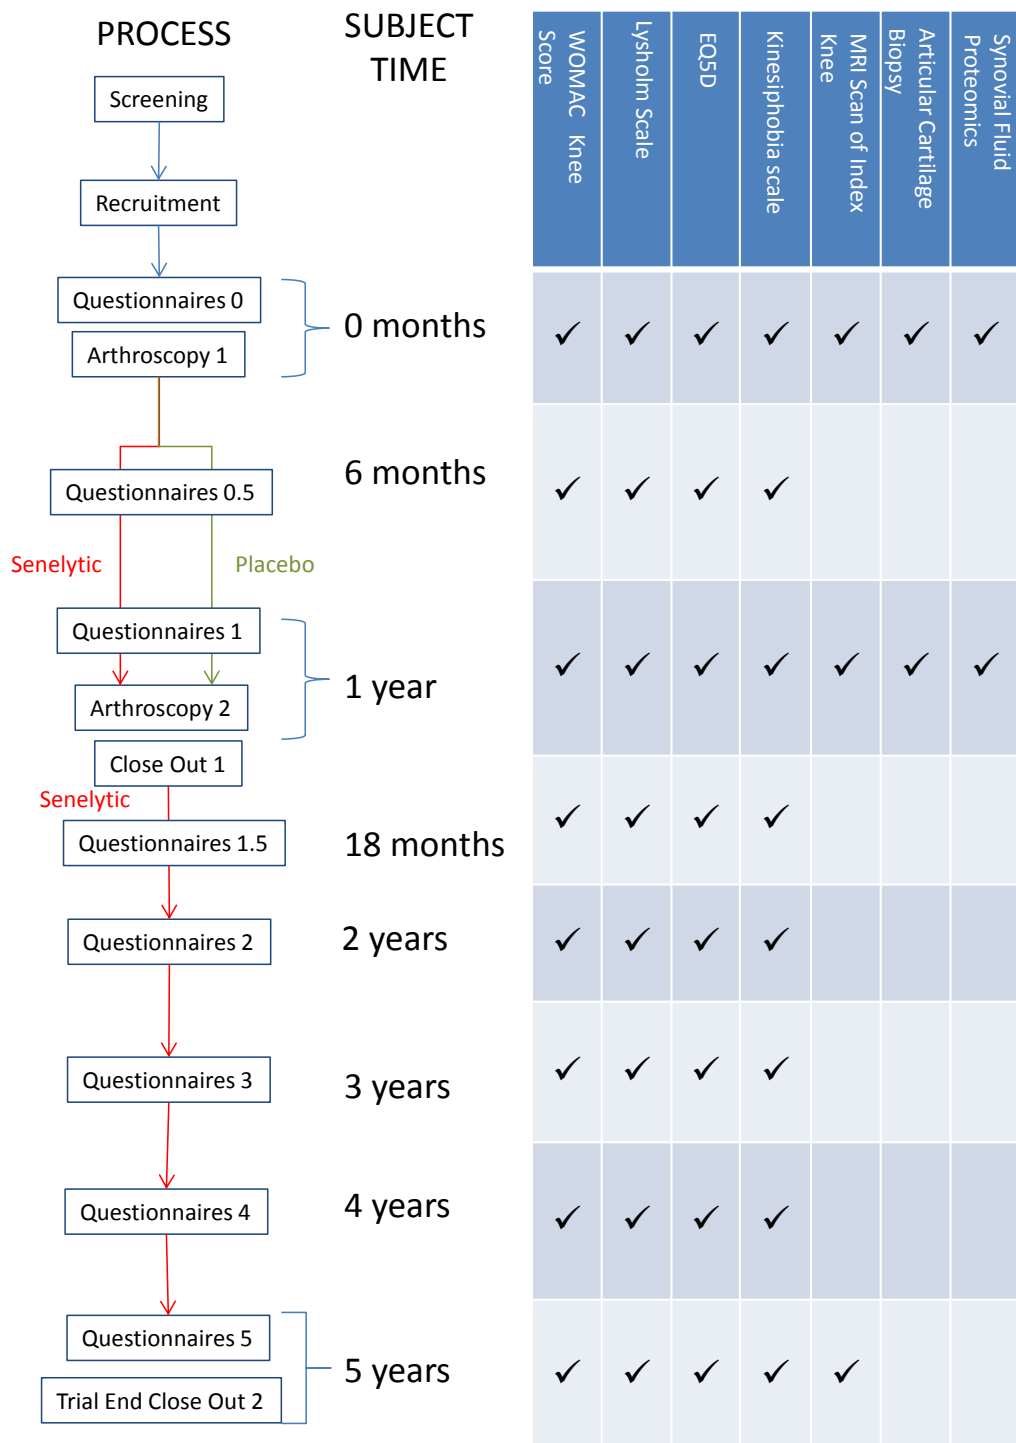 PROCESS
SUBJECT
TIME
WOMAC Knee
Score
Lysholm Scale
EQ5D
Kinesiphobia scale
MRI Scan of Index
Knee
Articular Cartilage
Biopsy
Synovial Fluid
Proteomics
Screening
Recruitment
Questionnaires 0
Arthroscopy 1
0 months
✓ ✓ ✓ ✓ ✓ ✓ ✓
Questionnaires 0.5
6 months
✓ ✓ ✓ ✓
Senelytic
Placebo
Questionnaires 1
Arthroscopy 2
1 year
✓ ✓ ✓ ✓ ✓ ✓ ✓
Close Out 1
Senelytic
Questionnaires 1.5
18 months
✓ ✓ ✓ ✓
Questionnaires 2
2 years
✓ ✓ ✓ ✓
Questionnaires 3
3 years
✓ ✓ ✓ ✓
Questionnaires 4
4 years
✓ ✓ ✓ ✓
Questionnaires 5
Trial End Close Out 2
5 years
✓ ✓ ✓ ✓ ✓